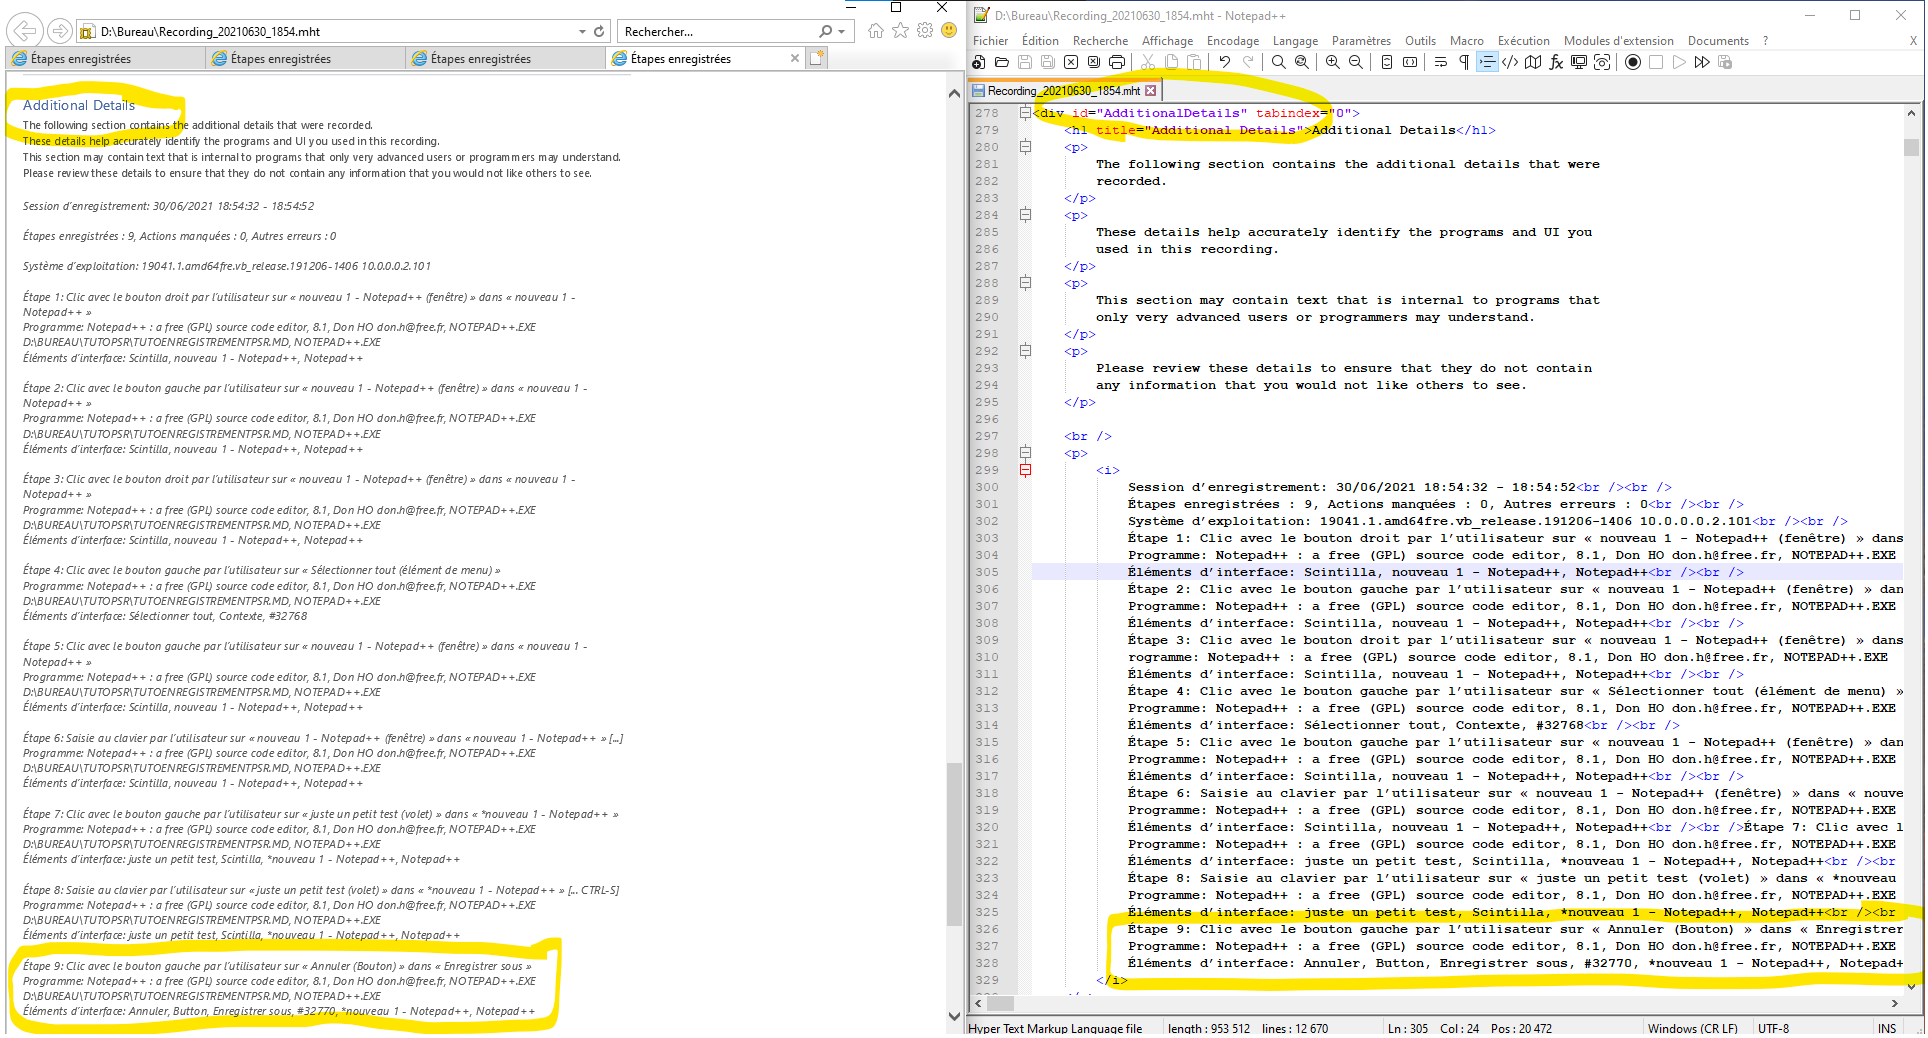 D:\Bureau\Recording_20210630_1854.mht
Rechercher...
Étapes enregistrées
Étapes enregistrées
Étapes enregistrées
Étapes enregistrées
Additional Details
The following section contains the additional details that were recorded.
These details help accurately identify the programs and UI you used in this recording.
This section may contain text that is internal to programs that only very advanced users or programmers may understand.
Please review these details to ensure that they do not contain any information that you would not like others to see.
Session d’enregistrement: 30/06/2021 18:54:32 - 18:54:52
Étapes enregistrées : 9, Actions manquées : 0, Autres erreurs : 0
Système d’exploitation: 19041.1.amd64fre.vb_release.191206-1406 10.0.0.0.2.101
Étape 1: Clic avec le bouton droit par l’utilisateur sur « nouveau 1 - Notepad++ (fenêtre) » dans « nouveau 1 -
Notepad++ »
Programme: Notepad++ : a free (GPL) source code editor, 8.1, Don HO don.h@free.fr, NOTEPAD++.EXE
D:\BUREAU\TUTOPSR\TUTOENREGISTREMENTPSR.MD, NOTEPAD++.EXE
Éléments d’interface: Scintilla, nouveau 1 - Notepad++, Notepad++
Étape 2: Clic avec le bouton gauche par l’utilisateur sur « nouveau 1 - Notepad++ (fenêtre) » dans « nouveau 1 -
Notepad++ »
Programme: Notepad++ : a free (GPL) source code editor, 8.1, Don HO don.h@free.fr, NOTEPAD++.EXE
D:\BUREAU\TUTOPSR\TUTOENREGISTREMENTPSR.MD, NOTEPAD++.EXE
Éléments d’interface: Scintilla, nouveau 1 - Notepad++, Notepad++
Étape 3: Clic avec le bouton droit par l’utilisateur sur « nouveau 1 - Notepad++ (fenêtre) » dans « nouveau 1 -
Notepad++ »
Programme: Notepad++ : a free (GPL) source code editor, 8.1, Don HO don.h@free.fr, NOTEPAD++.EXE
D:\BUREAU\TUTOPSR\TUTOENREGISTREMENTPSR.MD, NOTEPAD++.EXE
Éléments d’interface: Scintilla, nouveau 1 - Notepad++, Notepad++
Étape 4: Clic avec le bouton gauche par l’utilisateur sur « Sélectionner tout (élément de menu) »
Programme: Notepad++ : a free (GPL) source code editor, 8.1, Don HO don.h@free.fr, NOTEPAD++.EXE
D:\BUREAU\TUTOPSR\TUTOENREGISTREMENTPSR.MD, NOTEPAD++.EXE
Éléments d’interface: Sélectionner tout, Contexte, #32768
Étape 5: Clic avec le bouton gauche par l’utilisateur sur « nouveau 1 - Notepad++ (fenêtre) » dans « nouveau 1 -
Notepad++ »
Programme: Notepad++ : a free (GPL) source code editor, 8.1, Don HO don.h@free.fr, NOTEPAD++.EXE
D:\BUREAU\TUTOPSR\TUTOENREGISTREMENTPSR.MD, NOTEPAD++.EXE
Éléments d’interface: Scintilla, nouveau 1 - Notepad++, Notepad++
Étape 6: Saisie au clavier par l’utilisateur sur « nouveau 1 - Notepad++ (fenêtre) » dans « nouveau 1 - Notepad++ » [...]
Programme: Notepad++ : a free (GPL) source code editor, 8.1, Don HO don.h@free.fr, NOTEPAD++.EXE
D:\BUREAU\TUTOPSR\TUTOENREGISTREMENTPSR.MD, NOTEPAD++.EXE
Éléments d’interface: Scintilla, nouveau 1 - Notepad++, Notepad++
Étape 7: Clic avec le bouton gauche par l’utilisateur sur « juste un petit test (volet) » dans « *nouveau 1 - Notepad++ »
Programme: Notepad++ : a free (GPL) source code editor, 8.1, Don HO don.h@free.fr, NOTEPAD++.EXE
D:\BUREAU\TUTOPSR\TUTOENREGISTREMENTPSR.MD, NOTEPAD++.EXE
Éléments d’interface: juste un petit test, Scintilla, *nouveau 1 - Notepad++, Notepad++
Étape 8: Saisie au clavier par l’utilisateur sur « juste un petit test (volet) » dans « *nouveau 1 - Notepad++ » [... CTRL-S]
Programme: Notepad++ : a free (GPL) source code editor, 8.1, Don HO don.h@free.fr, NOTEPAD++.EXE
D:\BUREAU\TUTOPSR\TUTOENREGISTREMENTPSR.MD, NOTEPAD++.EXE
Éléments d’interface: juste un petit test, Scintilla, *nouveau 1 - Notepad++, Notepad++
Étape 9: Clic avec le bouton gauche par l’utilisateur sur « Annuler (Bouton) » dans « Enregistrer sous »
Programme: Notepad++ : a free (GPL) source code editor, 8.1, Don HO don.h@free.fr, NOTEPAD++.EXE
D:\BUREAU\TUTOPSR\TUTOENREGISTREMENTPSR.MD, NOTEPAD++.EXE
Éléments d’interface: Annuler, Button, Enregistrer sous, #32770, *nouveau 1 - Notepad++, Notepad++
D:\Bureau\Recording_20210630_1854.mht - Notepad++
Fichier Édition Recherche Affichage Encodage Langage Paramètres Outils Macro Exécution Modules d'extension Documents ? X
Recording_20210630_1854.mht
278 <div id="AdditionalDetails" tabindex="0">
279 <h1 title="Additional Details">Additional Details</h1>
280 <p>
281 The following section contains the additional details that were
282 recorded.
283 </p>
284 <p>
285 These details help accurately identify the programs and UI you
286 used in this recording.
287 </p>
288 <p>
289 This section may contain text that is internal to programs that
290 only very advanced users or programmers may understand.
291 </p>
292 <p>
293 Please review these details to ensure that they do not contain
294 any information that you would not like others to see.
295 </p>
296
297 <br />
298 <p>
299 <i>
300 Session d’enregistrement: 30/06/2021 18:54:32 - 18:54:52<br /><br />
301 Étapes enregistrées : 9, Actions manquées : 0, Autres erreurs : 0<br /><br />
302 Système d’exploitation: 19041.1.amd64fre.vb_release.191206-1406 10.0.0.0.2.101<br /><br />
303 Étape 1: Clic avec le bouton droit par l’utilisateur sur « nouveau 1 - Notepad++ (fenêtre) » dans
304 Programme: Notepad++ : a free (GPL) source code editor, 8.1, Don HO don.h@free.fr, NOTEPAD++.EXE
305 Éléments d’interface: Scintilla, nouveau 1 - Notepad++, Notepad++<br /><br />
306 Étape 2: Clic avec le bouton gauche par l’utilisateur sur « nouveau 1 - Notepad++ (fenêtre) » dan
307 Programme: Notepad++ : a free (GPL) source code editor, 8.1, Don HO don.h@free.fr, NOTEPAD++.EXE
308 Éléments d’interface: Scintilla, nouveau 1 - Notepad++, Notepad++<br /><br />
309 Étape 3: Clic avec le bouton droit par l’utilisateur sur « nouveau 1 - Notepad++ (fenêtre) » dans
310 rogramme: Notepad++ : a free (GPL) source code editor, 8.1, Don HO don.h@free.fr, NOTEPAD++.EXE
311 Éléments d’interface: Scintilla, nouveau 1 - Notepad++, Notepad++<br /><br />
312 Étape 4: Clic avec le bouton gauche par l’utilisateur sur « Sélectionner tout (élément de menu) »
313 Programme: Notepad++ : a free (GPL) source code editor, 8.1, Don HO don.h@free.fr, NOTEPAD++.EXE
314 Éléments d’interface: Sélectionner tout, Contexte, #32768<br /><br />
315 Étape 5: Clic avec le bouton gauche par l’utilisateur sur « nouveau 1 - Notepad++ (fenêtre) » dan
316 Programme: Notepad++ : a free (GPL) source code editor, 8.1, Don HO don.h@free.fr, NOTEPAD++.EXE
317 Éléments d’interface: Scintilla, nouveau 1 - Notepad++, Notepad++<br /><br />
318 Étape 6: Saisie au clavier par l’utilisateur sur « nouveau 1 - Notepad++ (fenêtre) » dans « nouve
319 Programme: Notepad++ : a free (GPL) source code editor, 8.1, Don HO don.h@free.fr, NOTEPAD++.EXE
320 Éléments d’interface: Scintilla, nouveau 1 - Notepad++, Notepad++<br /><br />Étape 7: Clic avec l
321 Programme: Notepad++ : a free (GPL) source code editor, 8.1, Don HO don.h@free.fr, NOTEPAD++.EXE
322 Éléments d’interface: juste un petit test, Scintilla, *nouveau 1 - Notepad++, Notepad++<br /><br
323 Étape 8: Saisie au clavier par l’utilisateur sur « juste un petit test (volet) » dans « *nouveau
324 Programme: Notepad++ : a free (GPL) source code editor, 8.1, Don HO don.h@free.fr, NOTEPAD++.EXE
325 Éléments d’interface: juste un petit test, Scintilla, *nouveau 1 - Notepad++, Notepad++<br /><br
326 Étape 9: Clic avec le bouton gauche par l’utilisateur sur « Annuler (Bouton) » dans « Enregistrer
327 Programme: Notepad++ : a free (GPL) source code editor, 8.1, Don HO don.h@free.fr, NOTEPAD++.EXE
328 Éléments d’interface: Annuler, Button, Enregistrer sous, #32770, *nouveau 1 - Notepad++, Notepad+
329 </i>
Hyper Text Markup Language file length : 953 512 lines : 12 670 Ln : 305 Col : 24 Pos : 20 472 Windows (CR LF) UTF-8 INS